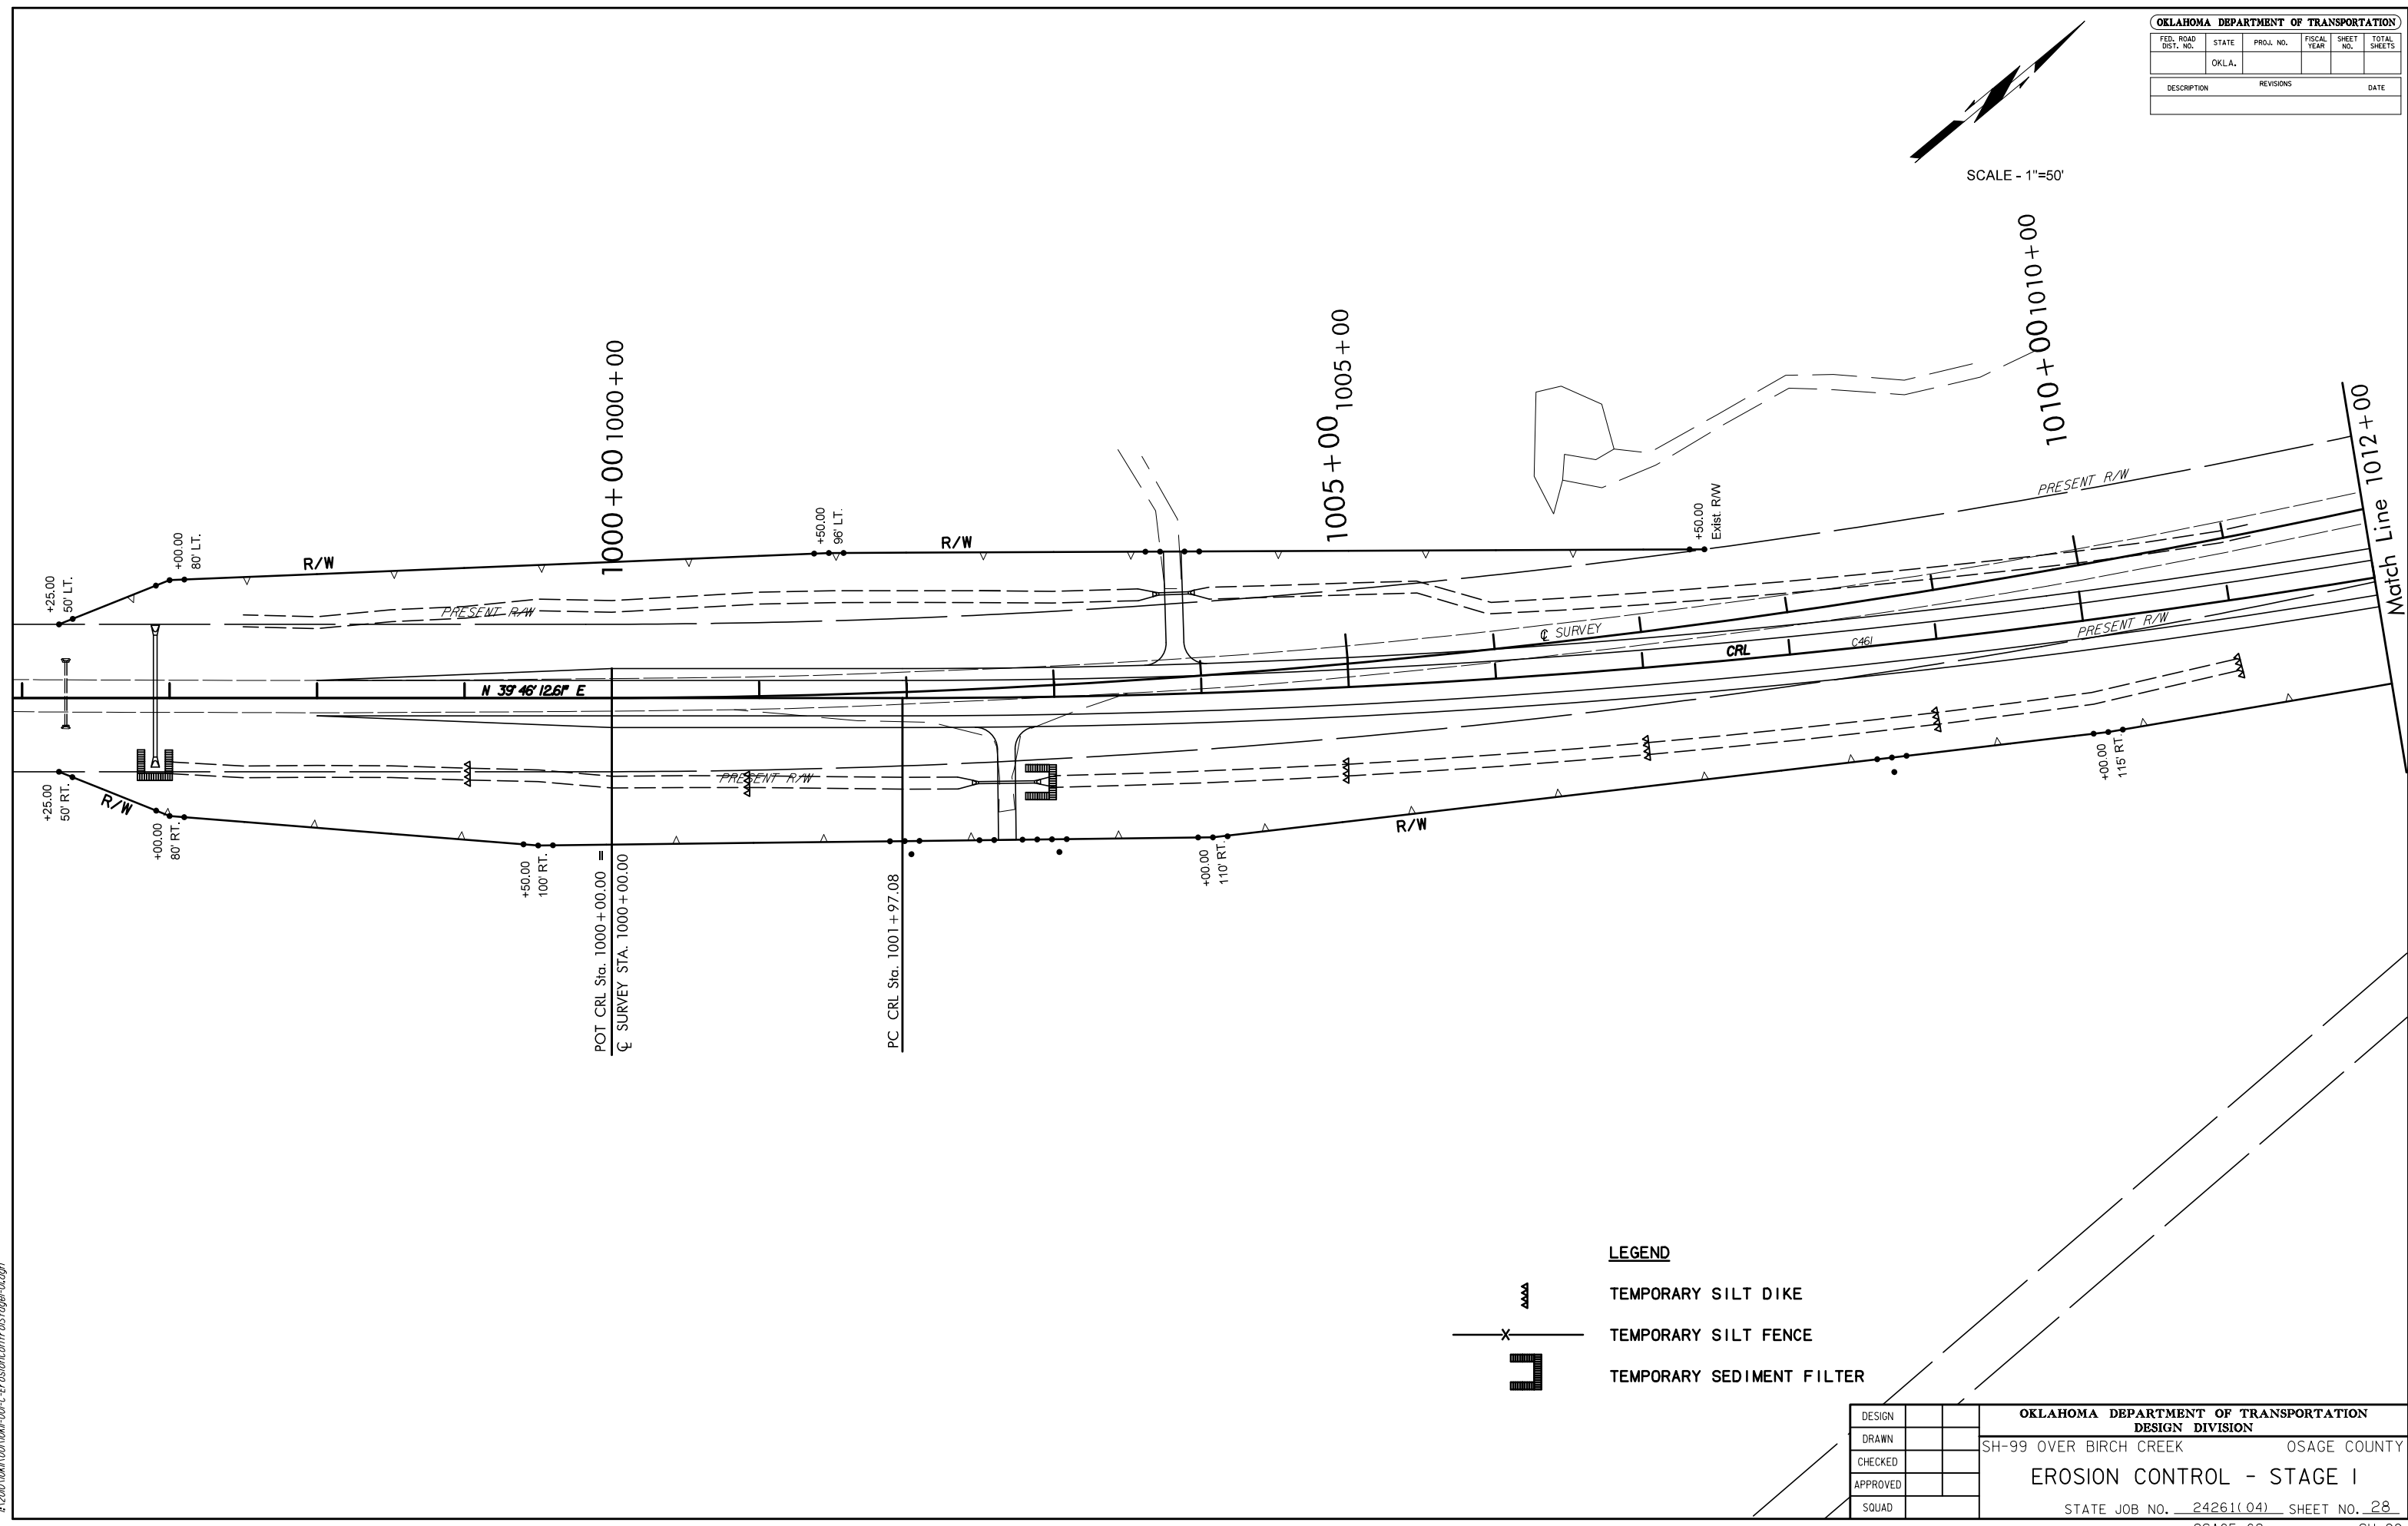 OKLAHOMA DEPARTMENT OF TRANSPORTATION
FED. ROAD DIST. NO. STATE PROJ. NO. FISCAL YEAR SHEET NO. TOTAL SHEETS
OKLA.
DESCRIPTION REVISIONS DATE
SCALE - 1"=50'
1000+00 1000+00
1005+00 1005+00
1010+00 1010+00
Match Line 1012+00
+25.00
50' LT.
+00.00
80' LT.
R/W
+50.00
96' LT.
R/W
+50.00
Exist. R/W
PRESENT R/W
PRESENT R/W
℄ SURVEY
CRL
C461
PRESENT R/W
N 39°46'12.61" E
PRESENT R/W
+25.00
50' RT.
R/W
+00.00
80' RT.
+50.00
100' RT.
POT CRL Sta. 1000+00.00 =
℄ SURVEY STA. 1000+00.00
PC CRL Sta. 1001+97.08
+00.00
110' RT.
R/W
+00.00
115' RT.
LEGEND
TEMPORARY SILT DIKE
X TEMPORARY SILT FENCE
TEMPORARY SEDIMENT FILTER
DESIGN
DRAWN
CHECKED
APPROVED
SQUAD
OKLAHOMA DEPARTMENT OF TRANSPORTATION
DESIGN DIVISION
SH-99 OVER BIRCH CREEK OSAGE COUNTY
EROSION CONTROL - STAGE I
STATE JOB NO. 24261(04) SHEET NO. 28